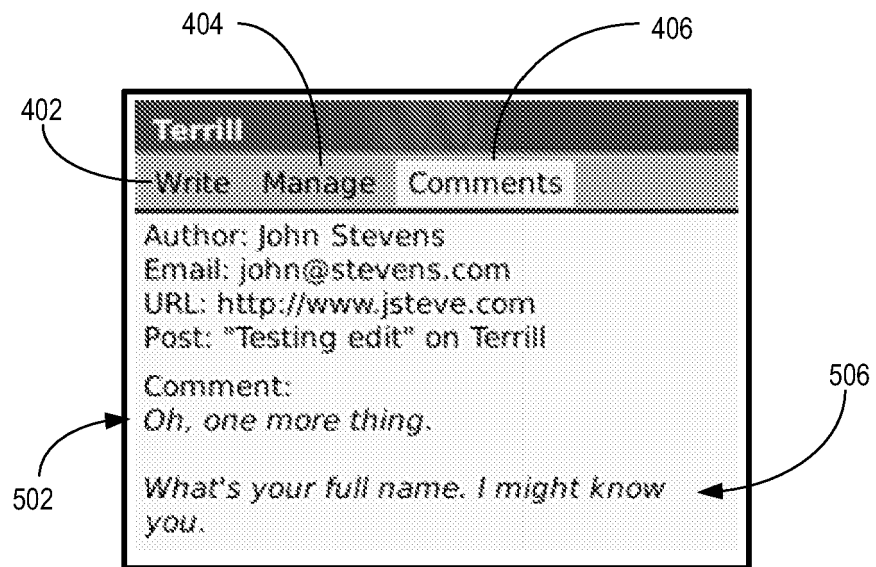 404
406
402
Terrill
Write Manage Comments
Author: John Stevens
Email: john@stevens.com
URL: http://www.jsteve.com
Post: "Testing edit" on Terrill
Comment:
506
Oh, one more thing.
502
What's your full name. I might know
you.